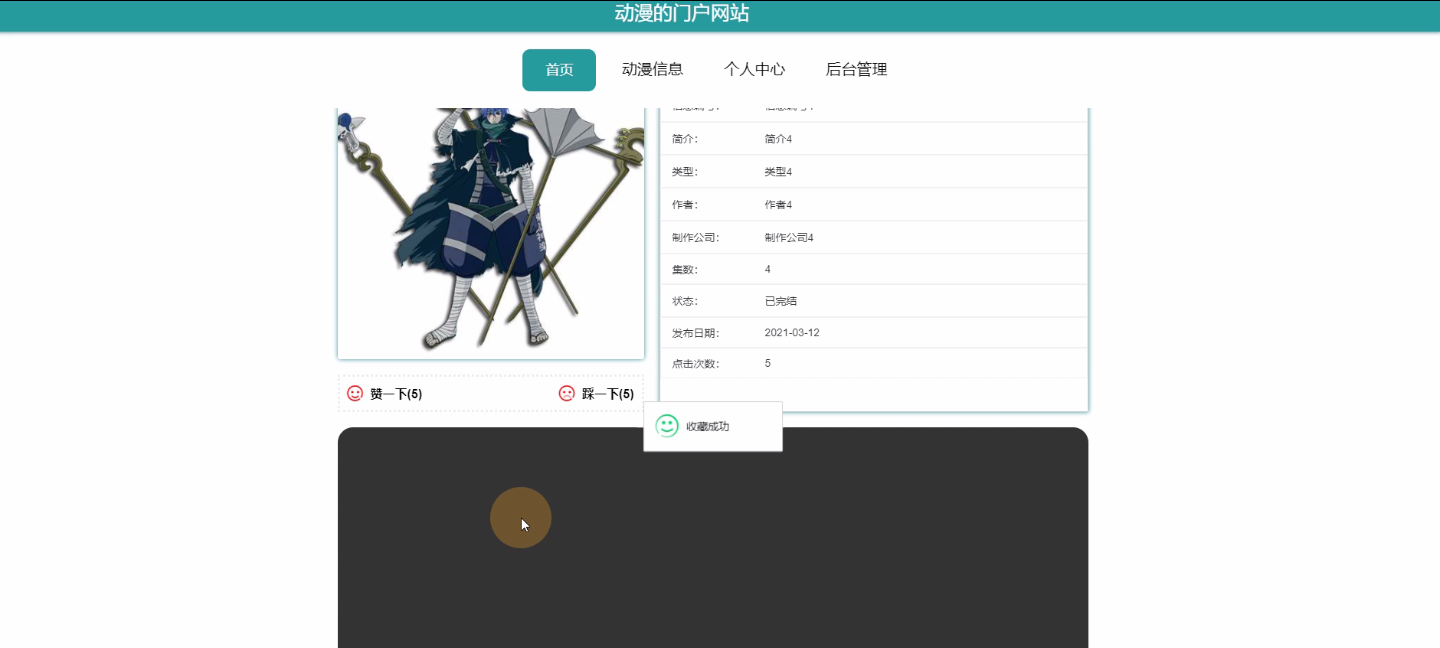 动漫的门户网站
首页 动漫信息 个人中心 后台管理
简介： 简介4
类型： 类型4
作者： 作者4
制作公司： 制作公司4
集数： 4
状态： 已完结
发布日期： 2021-03-12
点击次数： 5
赞一下(5) 踩一下(5)
收藏成功